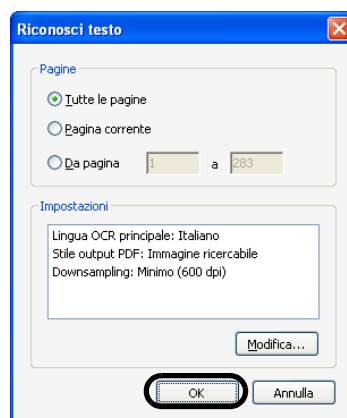 Riconosci testo
Pagine
Tutte le pagine
Pagina corrente
Da pagina 1 a 283
Impostazioni
Lingua OCR principale: Italiano
Stile output PDF: Immagine ricercabile
Downsampling: Minimo (600 dpi)
Modifica...
OK Annulla